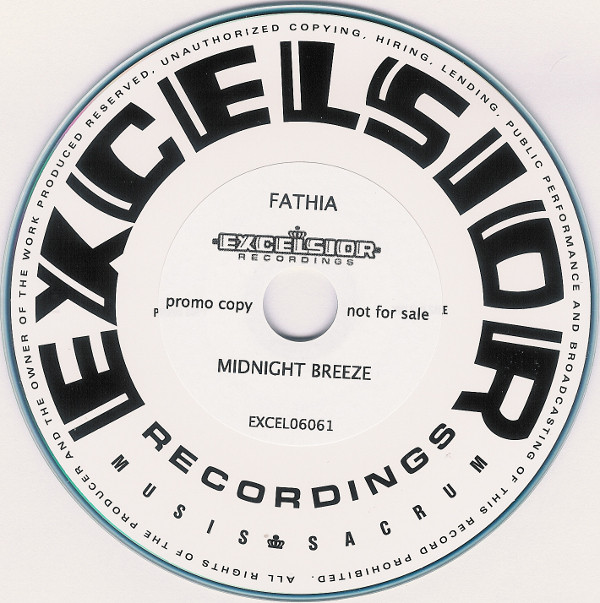 ALL RIGHTS OF THE PRODUCER AND THE OWNER OF THE WORK PRODUCED RESERVED, UNAUTHORIZED COPYING, HIRING, LENDING, PUBLIC PERFORMANCE AND BROADCASTING OF THIS RECORD PROHIBITED.
EXCELSIOR
FATHIA
EXCELSIOR
RECORDINGS
promo copy not for sale
MIDNIGHT BREEZE
EXCEL06061
RECORDINGS
MUSIS SACRUM